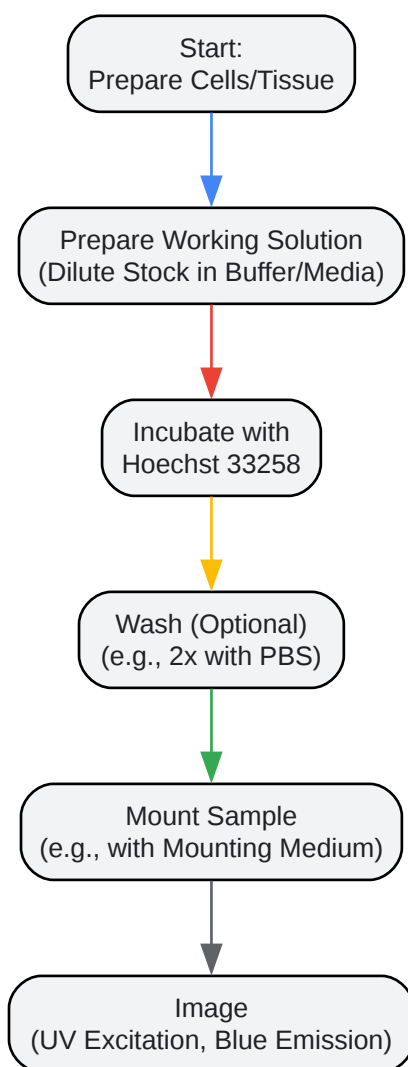 Start:
Prepare Cells/Tissue
Prepare Working Solution
(Dilute Stock in Buffer/Media)
Incubate with
Hoechst 33258
Wash (Optional)
(e.g., 2x with PBS)
Mount Sample
(e.g., with Mounting Medium)
Image
(UV Excitation, Blue Emission)